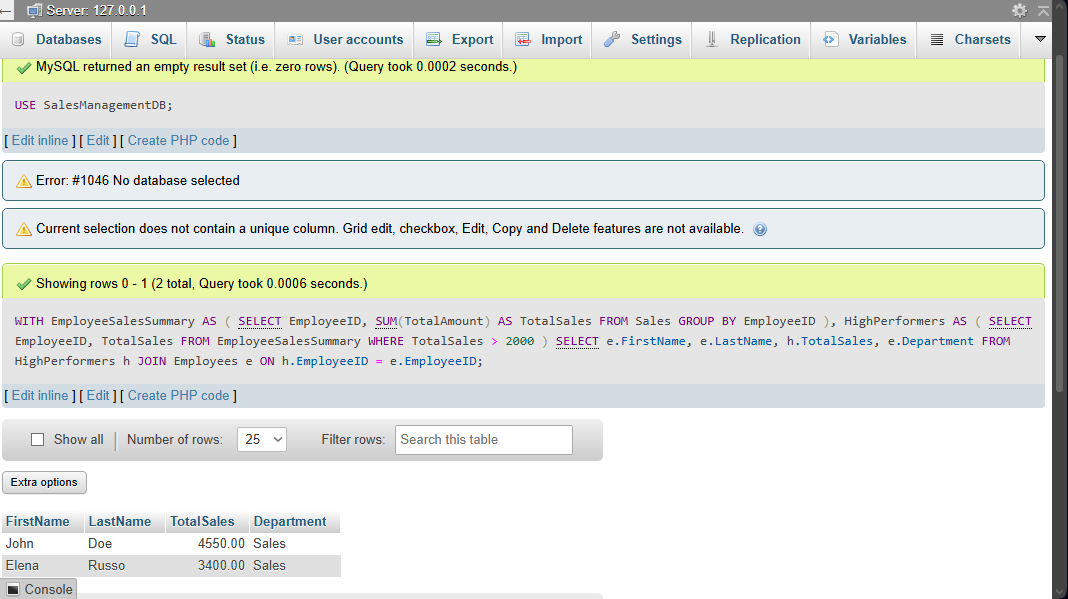 Server: 127.0.0.1
Databases SQL Status User accounts Export Import Settings Replication Variables Charsets
MySQL returned an empty result set (i.e. zero rows). (Query took 0.0002 seconds.)
USE SalesManagementDB;
[ Edit inline ] [ Edit ] [ Create PHP code ]
Error: #1046 No database selected
Current selection does not contain a unique column. Grid edit, checkbox, Edit, Copy and Delete features are not available.
Showing rows 0 - 1 (2 total, Query took 0.0006 seconds.)
WITH EmployeeSalesSummary AS ( SELECT EmployeeID, SUM(TotalAmount) AS TotalSales FROM Sales GROUP BY EmployeeID ), HighPerformers AS ( SELECT
EmployeeID, TotalSales FROM EmployeeSalesSummary WHERE TotalSales > 2000 ) SELECT e.FirstName, e.LastName, h.TotalSales, e.Department FROM
HighPerformers h JOIN Employees e ON h.EmployeeID = e.EmployeeID;
[ Edit inline ] [ Edit ] [ Create PHP code ]
Show all Number of rows: 25 Filter rows: Search this table
Extra options
FirstName LastName TotalSales Department
John Doe 4550.00 Sales
Elena Russo 3400.00 Sales
Console